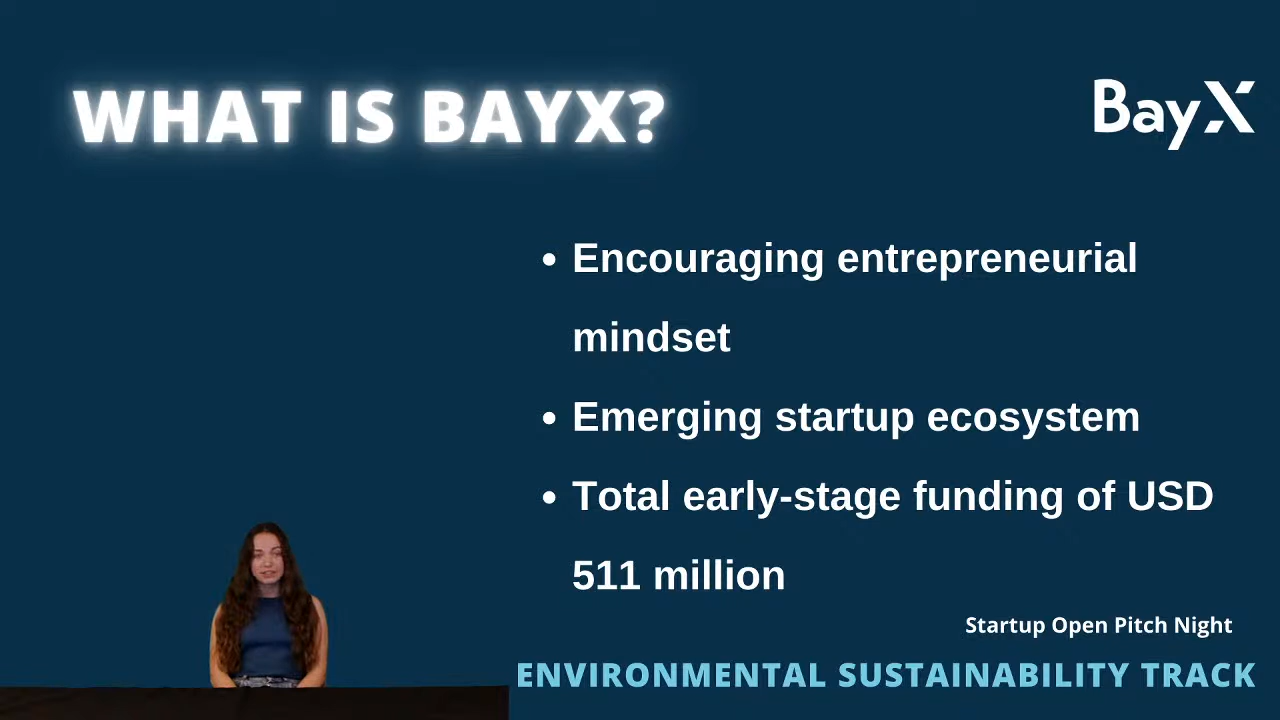 WHAT IS BAYX?
BayX
• Encouraging entrepreneurial
mindset
• Emerging startup ecosystem
• Total early-stage funding of USD
511 million
Startup Open Pitch Night
ENVIRONMENTAL SUSTAINABILITY TRACK